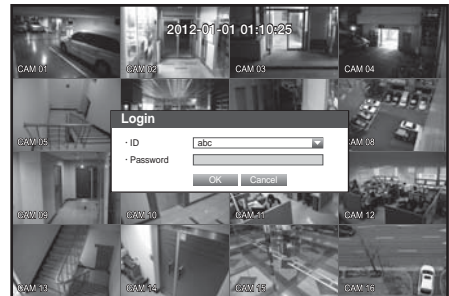 2012-01-01 01:10:25
CAM 01
CAM 02
CAM 03
CAM 04
CAM 05
Login
CAM 08
· ID
abc
· Password
OK
Cancel
CAM 09
CAM 10
CAM 11
CAM 12
CAM 13
CAM 14
CAM 15
CAM 16